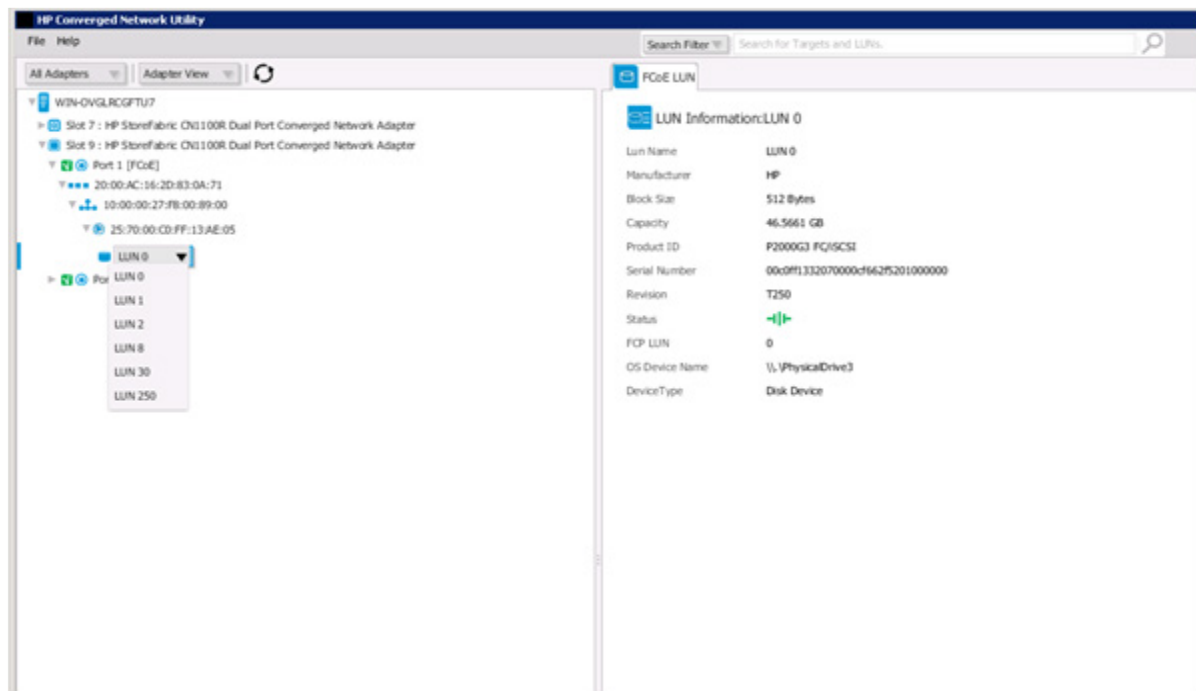 HP Converged Network Utility
File Help
Search Filter Search for Targets and LUNs.
All Adapters Adapter View
FCoE LUN
WIN-OVGLRCGFTU7
Slot 7 : HP StoreFabric CN1100R Dual Port Converged Network Adapter
Slot 9 : HP StoreFabric CN1100R Dual Port Converged Network Adapter
Port 1 [FCoE]
20:00:AC:16:2D:83:0A:71
10:00:00:27:F8:00:89:00
25:70:00:C0:FF:13:AE:05
LUN 0
Por
LUN 0
LUN 1
LUN 2
LUN 8
LUN 30
LUN 250
LUN Information:LUN 0
Lun Name LUN 0
Manufacturer HP
Block Size 512 Bytes
Capacity 46.5661 GB
Product ID P2000G3 FC/iSCSI
Serial Number 00c0ff1332070000cf662f5201000000
Revision T250
Status
FCP LUN 0
OS Device Name \\.\PhysicalDrive3
DeviceType Disk Device